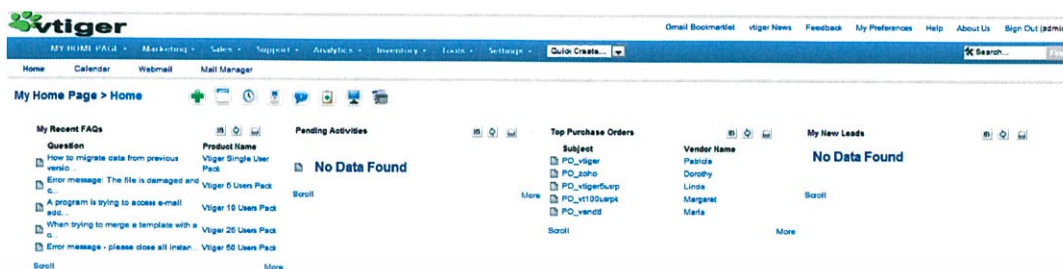 vtiger
Gmail Bookmarklet vtiger News Feedback My Preferences Help About Us Sign Out (admi
MY HOME PAGE Marketing Sales Support Analytics Inventory Tools Settings Quick Create...
Search...
Home Calendar Webmail Mail Manager
My Home Page > Home
My Recent FAQs
Question Product Name
How to migrate data from previous versio... Vtiger Single User Pack
Error message: The file is damaged and c... Vtiger 5 Users Pack
A program is trying to access e-mail add... Vtiger 10 Users Pack
When trying to merge a template with a c... Vtiger 25 Users Pack
Error message - please close all instan... Vtiger 50 Users Pack
Scroll More
Pending Activities
No Data Found
Scroll More
Top Purchase Orders
Subject Vendor Name
PO_vtiger Patricia
PO_zoho Dorothy
PO_vtiger5usrp Linda
PO_vt100usrpk Margaret
PO_vendtl Maria
Scroll More
My New Leads
No Data Found
Scroll